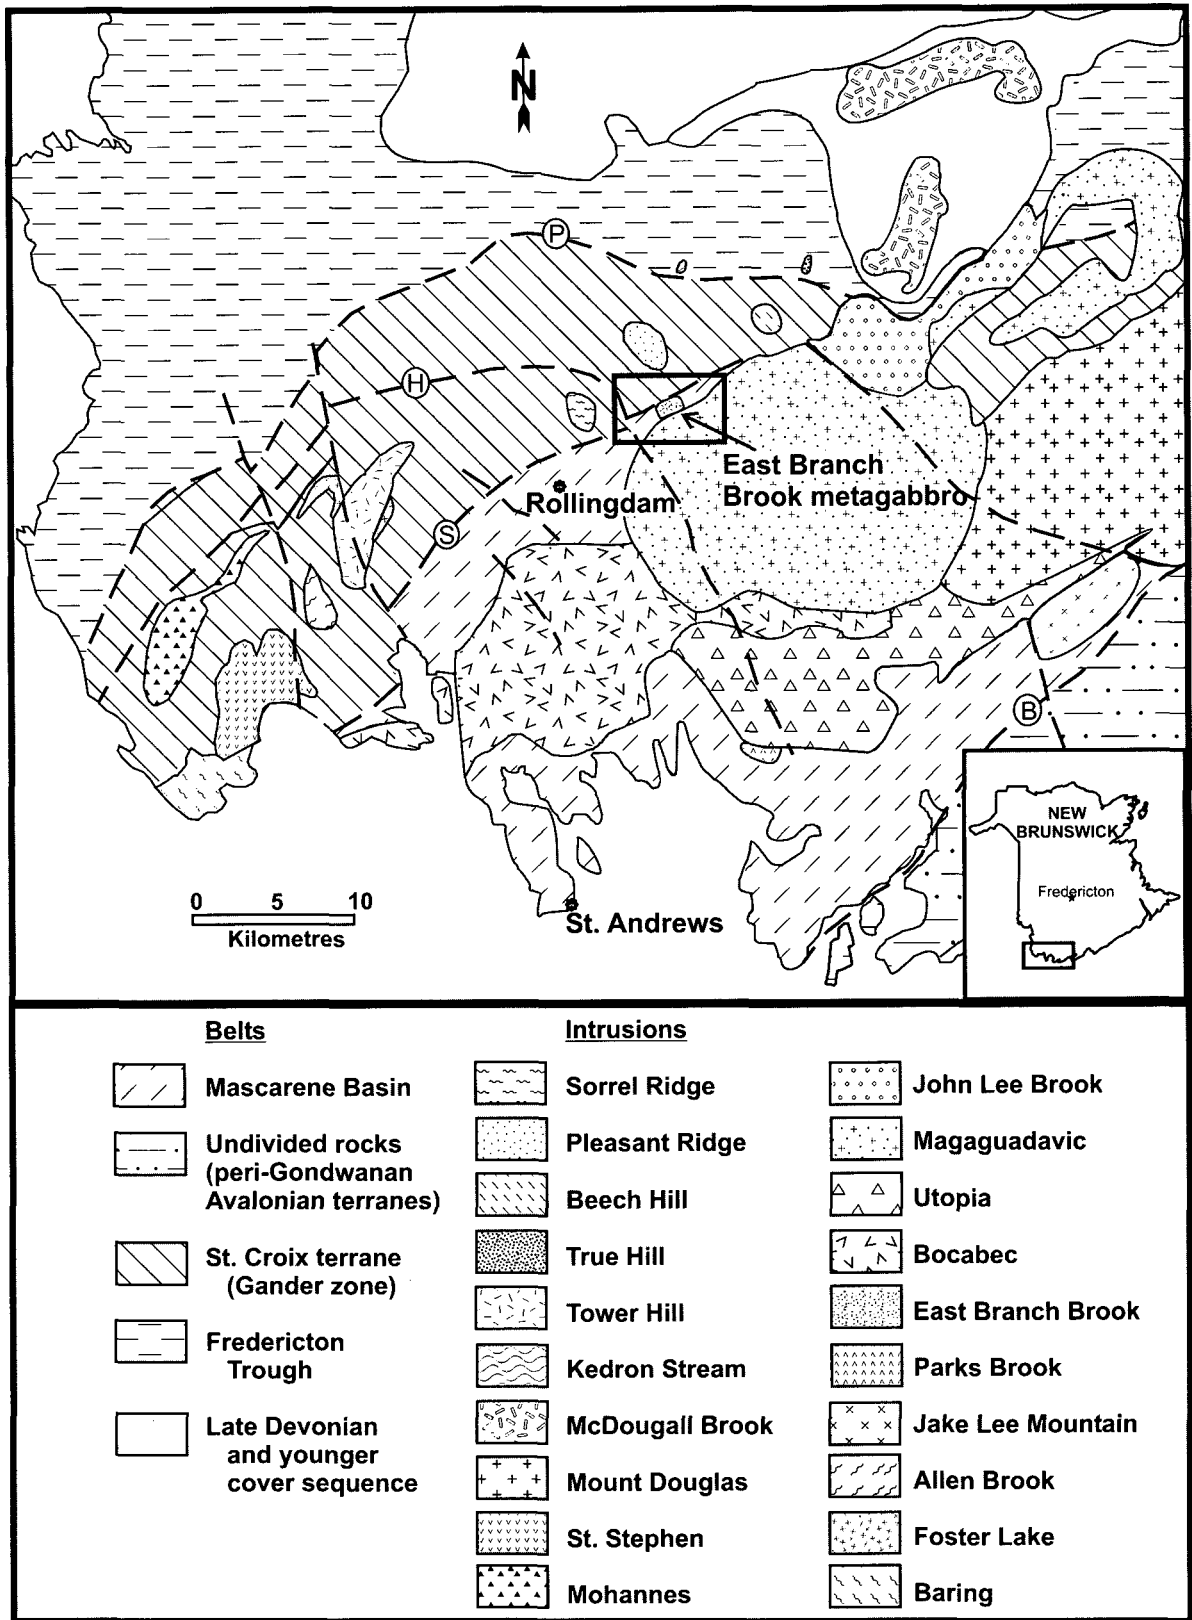 N
P
H
East Branch
Brook metagabbro
Rollingdam
S
B
NEW
BRUNSWICK
Fredericton
0 5 10
Kilometres
St. Andrews
Belts
Mascarene Basin
Undivided rocks
(peri-Gondwanan
Avalonian terranes)
St. Croix terrane
(Gander zone)
Fredericton
Trough
Late Devonian
and younger
cover sequence
Intrusions
Sorrel Ridge
Pleasant Ridge
Beech Hill
True Hill
Tower Hill
Kedron Stream
McDougall Brook
Mount Douglas
St. Stephen
Mohannes
John Lee Brook
Magaguadavic
Utopia
Bocabec
East Branch Brook
Parks Brook
Jake Lee Mountain
Allen Brook
Foster Lake
Baring